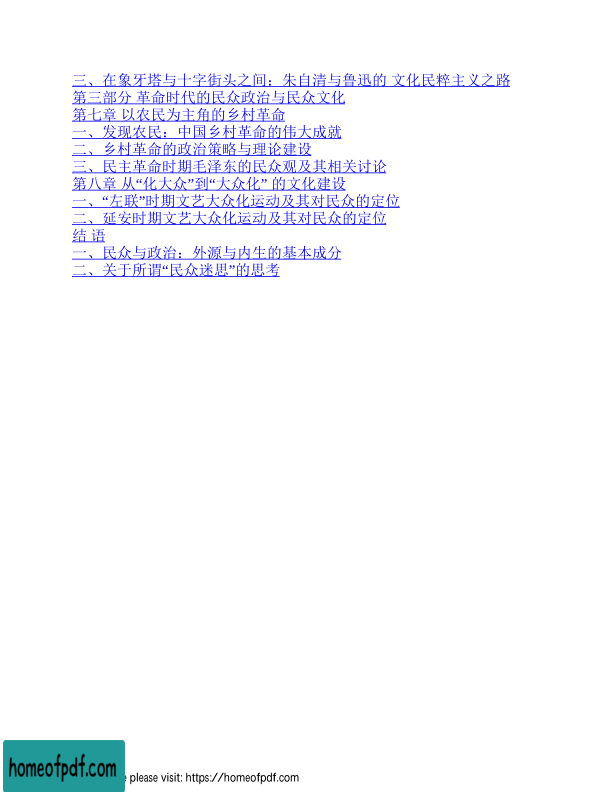 三、在象牙塔与十字街头之间：朱自清与鲁迅的 文化民粹主义之路
第三部分 革命时代的民众政治与民众文化
第七章 以农民为主角的乡村革命
一、发现农民：中国乡村革命的伟大成就
二、乡村革命的政治策略与理论建设
三、民主革命时期毛泽东的民众观及其相关讨论
第八章 从“化大众”到“大众化” 的文化建设
一、“左联”时期文艺大众化运动及其对民众的定位
二、延安时期文艺大众化运动及其对民众的定位
结 语
一、民众与政治：外源与内生的基本成分
二、关于所谓“民众迷思”的思考
homeofpdf.com
please visit: https://homeofpdf.com